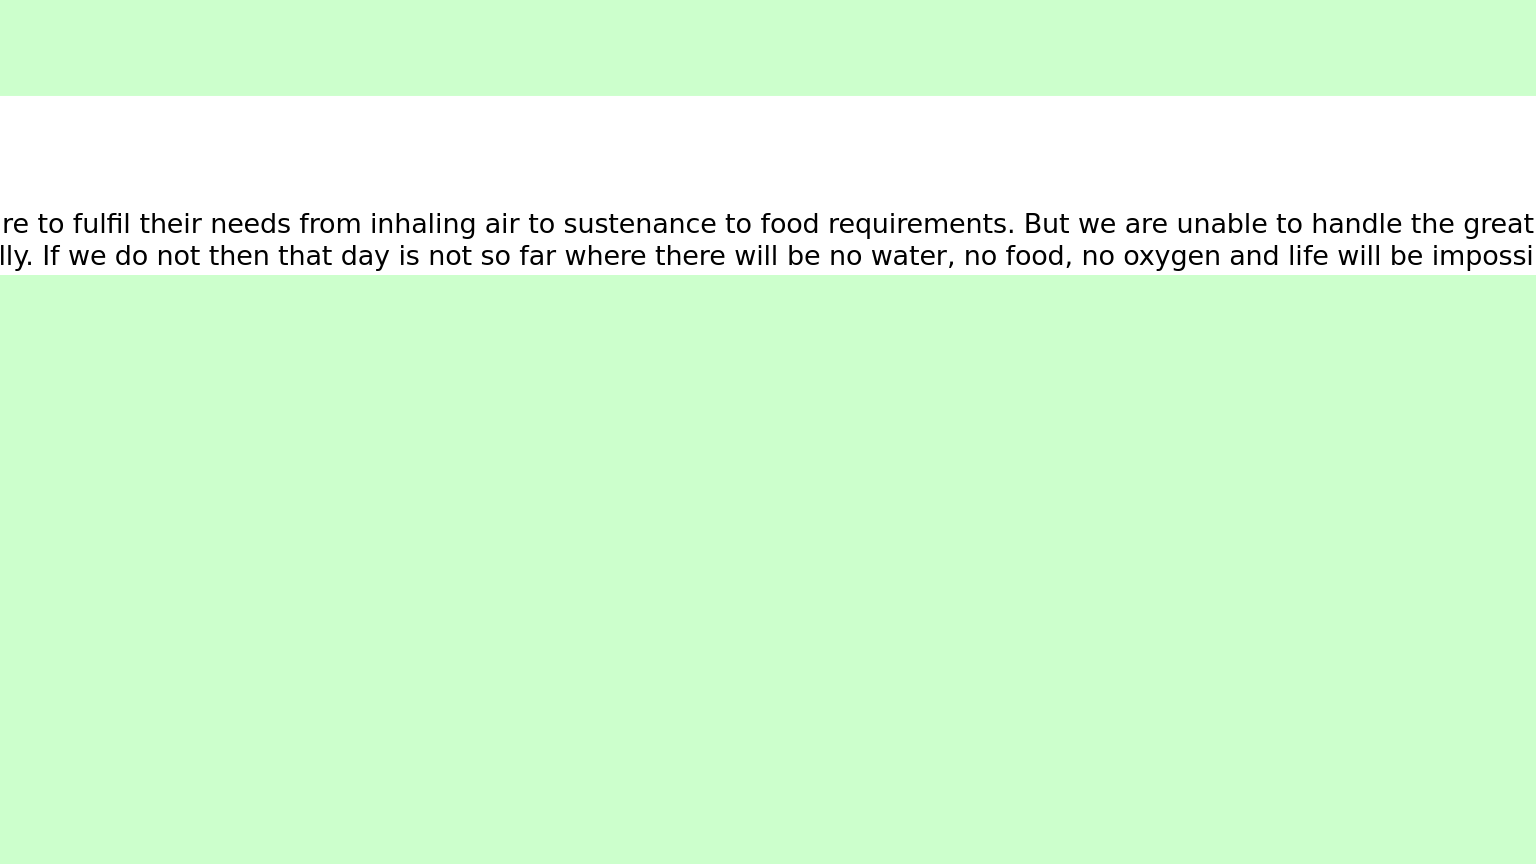 re to fulfil their needs from inhaling air to sustenance to food requirements. But we are unable to handle the great
lly. If we do not then that day is not so far where there will be no water, no food, no oxygen and life will be impossi